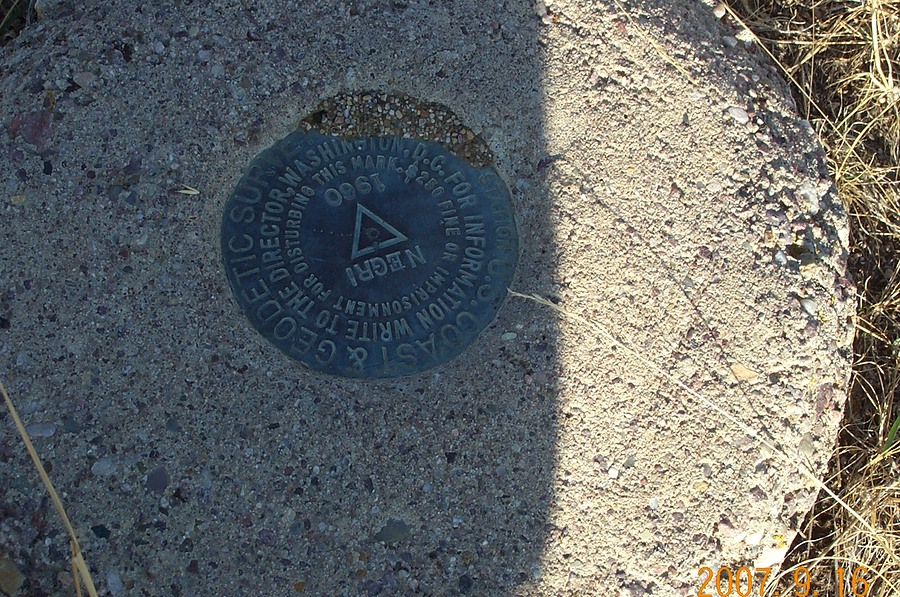 U.S. COAST & GEODETIC SUR
FOR INFORMATION WRITE TO THE DIRECTOR, WASHINGTON, D.C.
$250 FINE OR IMPRISONMENT FOR DISTURBING THIS MARK.
NEGRI
1960
2007. 9. 16